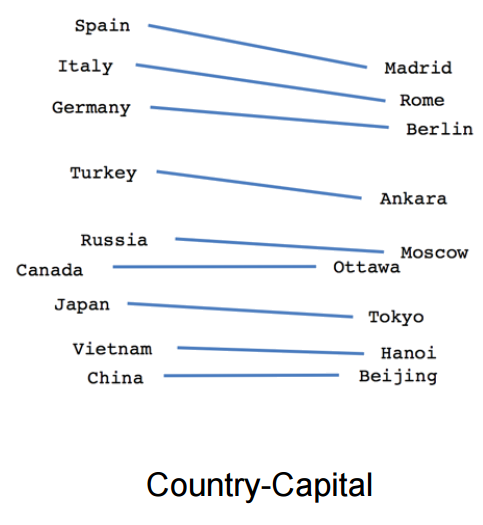 Spain Madrid
Italy Rome
Germany Berlin
Turkey Ankara
Russia Moscow
Canada Ottawa
Japan Tokyo
Vietnam Hanoi
China Beijing
Country-Capital